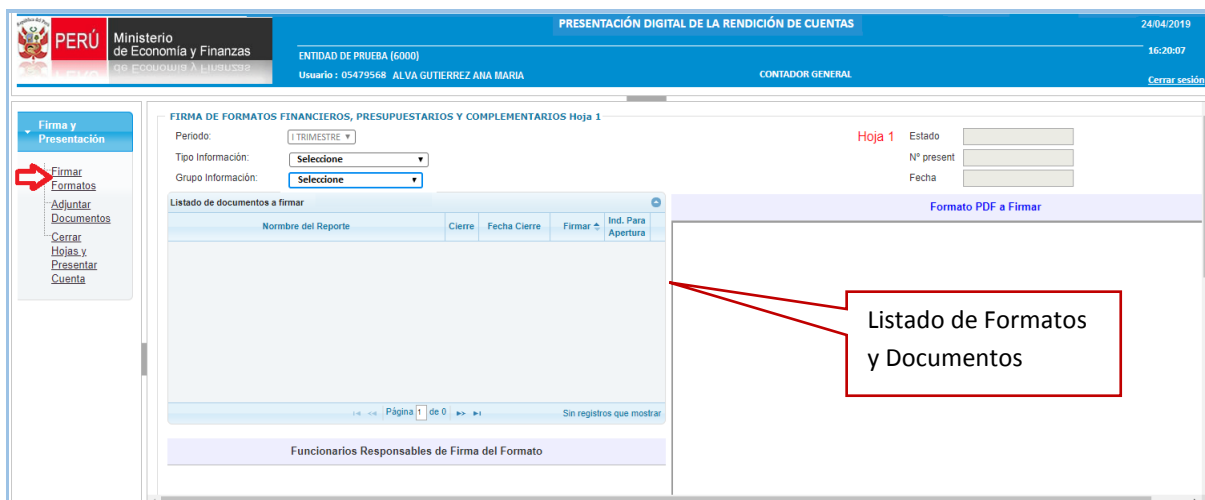 PERÚ
Ministerio
de Economía y Finanzas
PRESENTACIÓN DIGITAL DE LA RENDICIÓN DE CUENTAS
24/04/2019
ENTIDAD DE PRUEBA (6000)
16:20:07
Usuario : 05479568 ALVA GUTIERREZ ANA MARIA
CONTADOR GENERAL
Cerrar sesión
Firma y
Presentación
Firmar
Formatos
Adjuntar
Documentos
Cerrar
Hojas y
Presentar
Cuenta
FIRMA DE FORMATOS FINANCIEROS, PRESUPUESTARIOS Y COMPLEMENTARIOS Hoja 1
Periodo: I TRIMESTRE
Tipo Información: Seleccione
Grupo Información: Seleccione
Hoja 1
Estado
Nº present
Fecha
Listado de documentos a firmar
Normbre del Reporte Cierre Fecha Cierre Firmar Ind. Para
Apertura
Página 1 de 0
Sin registros que mostrar
Funcionarios Responsables de Firma del Formato
Formato PDF a Firmar
Listado de Formatos
y Documentos